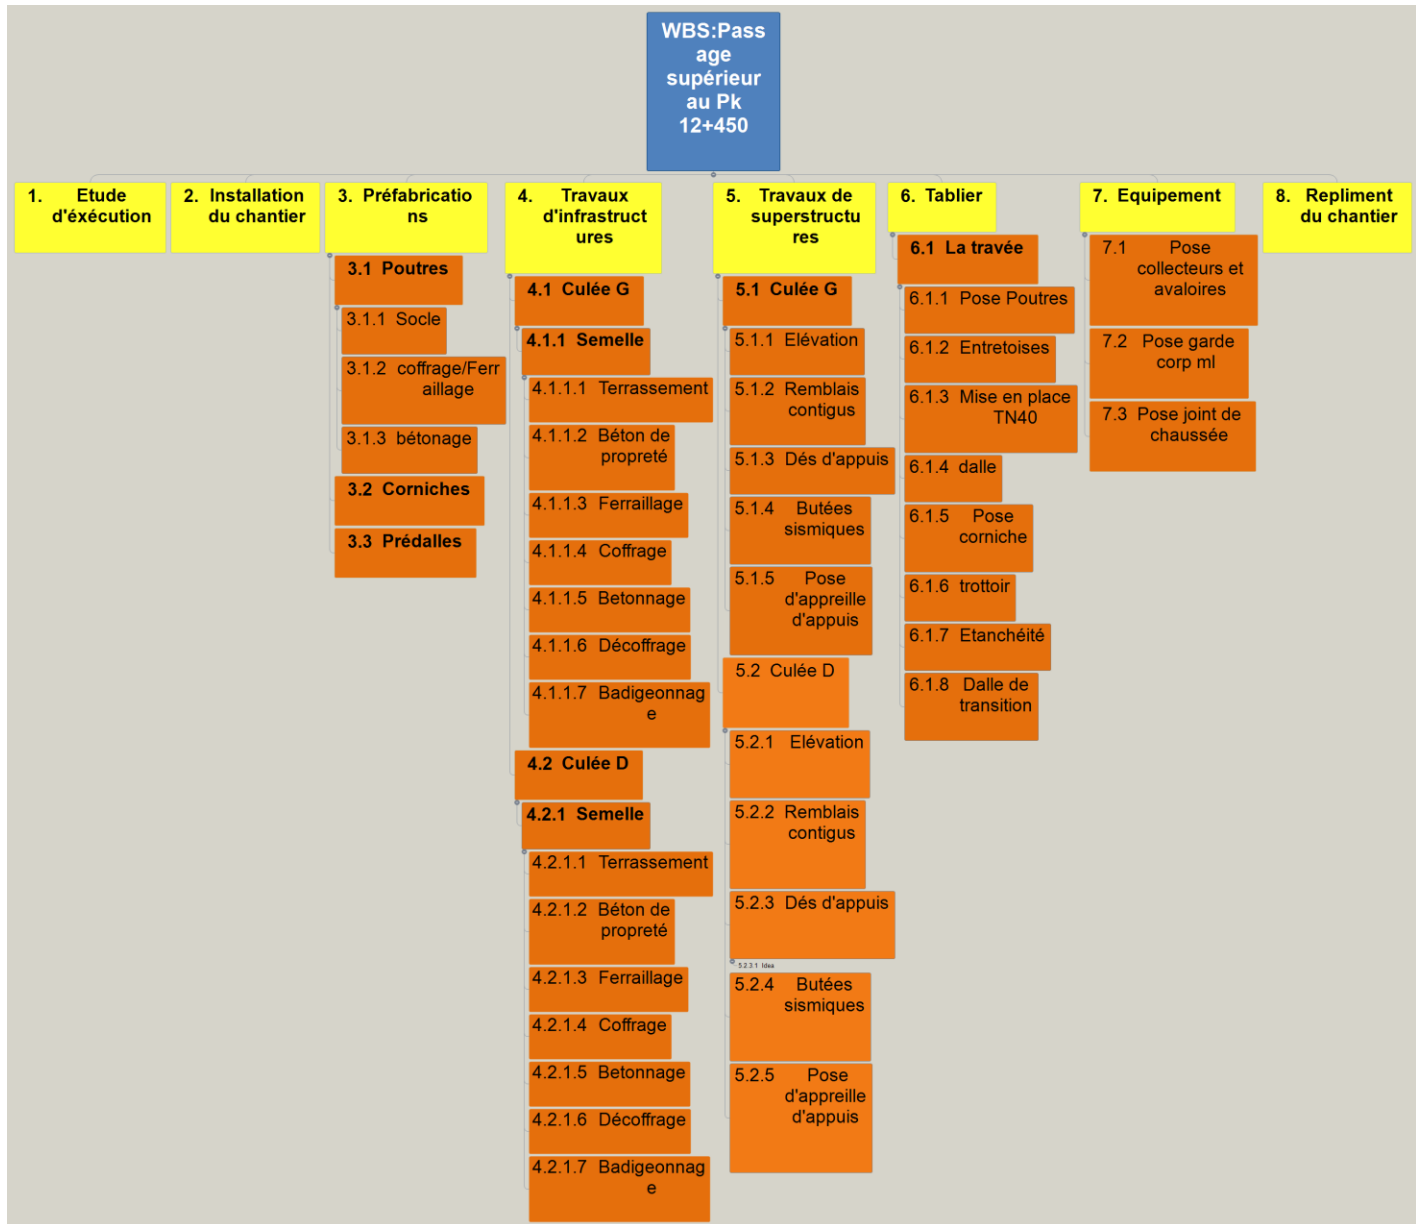 WBS:Pass
age
supérieur
au Pk
12+450
1. Etude
d'éxécution
2. Installation
du chantier
3. Préfabricatio
ns
3.1 Poutres
3.1.1 Socle
3.1.2 coffrage/Ferr
aillage
3.1.3 bétonage
3.2 Corniches
3.3 Prédalles
4. Travaux
d'infrastruct
ures
4.1 Culée G
4.1.1 Semelle
4.1.1.1 Terrassement
4.1.1.2 Béton de
propreté
4.1.1.3 Ferraillage
4.1.1.4 Coffrage
4.1.1.5 Betonnage
4.1.1.6 Décoffrage
4.1.1.7 Badigeonnag
e
4.2 Culée D
4.2.1 Semelle
4.2.1.1 Terrassement
4.2.1.2 Béton de
propreté
4.2.1.3 Ferraillage
4.2.1.4 Coffrage
4.2.1.5 Betonnage
4.2.1.6 Décoffrage
4.2.1.7 Badigeonnag
e
5. Travaux de
superstructu
res
5.1 Culée G
5.1.1 Elévation
5.1.2 Remblais
contigus
5.1.3 Dés d'appuis
5.1.4 Butées
sismiques
5.1.5 Pose
d'appreille
d'appuis
5.2 Culée D
5.2.1 Elévation
5.2.2 Remblais
contigus
5.2.3 Dés d'appuis
5.2.3.1 Idea
5.2.4 Butées
sismiques
5.2.5 Pose
d'appreille
d'appuis
6. Tablier
6.1 La travée
6.1.1 Pose Poutres
6.1.2 Entretoises
6.1.3 Mise en place
TN40
6.1.4 dalle
6.1.5 Pose
corniche
6.1.6 trottoir
6.1.7 Etanchéité
6.1.8 Dalle de
transition
7. Equipement
7.1 Pose
collecteurs et
avaloires
7.2 Pose garde
corp ml
7.3 Pose joint de
chaussée
8. Repliment
du chantier